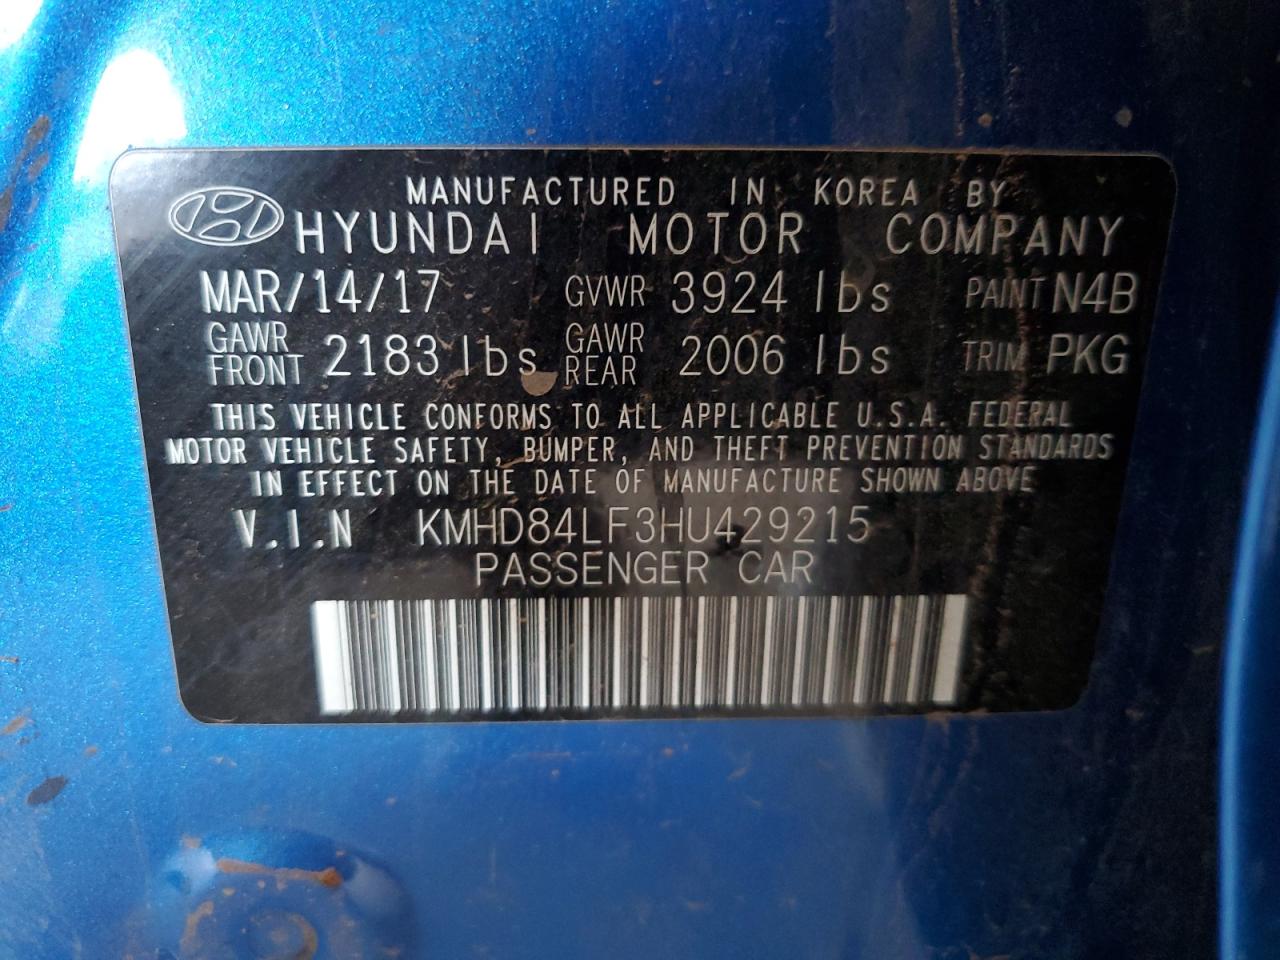 MANUFACTURED IN KOREA BY
HYUNDAI MOTOR COMPANY
MAR/14/17 GVWR 3924 lbs PAINT N4B
GAWR FRONT 2183 lbs GAWR REAR 2006 lbs TRIM PKG
THIS VEHICLE CONFORMS TO ALL APPLICABLE U.S.A. FEDERAL
MOTOR VEHICLE SAFETY, BUMPER, AND THEFT PREVENTION STANDARDS
IN EFFECT ON THE DATE OF MANUFACTURE SHOWN ABOVE
V.I.N KMHD84LF3HU429215
PASSENGER CAR